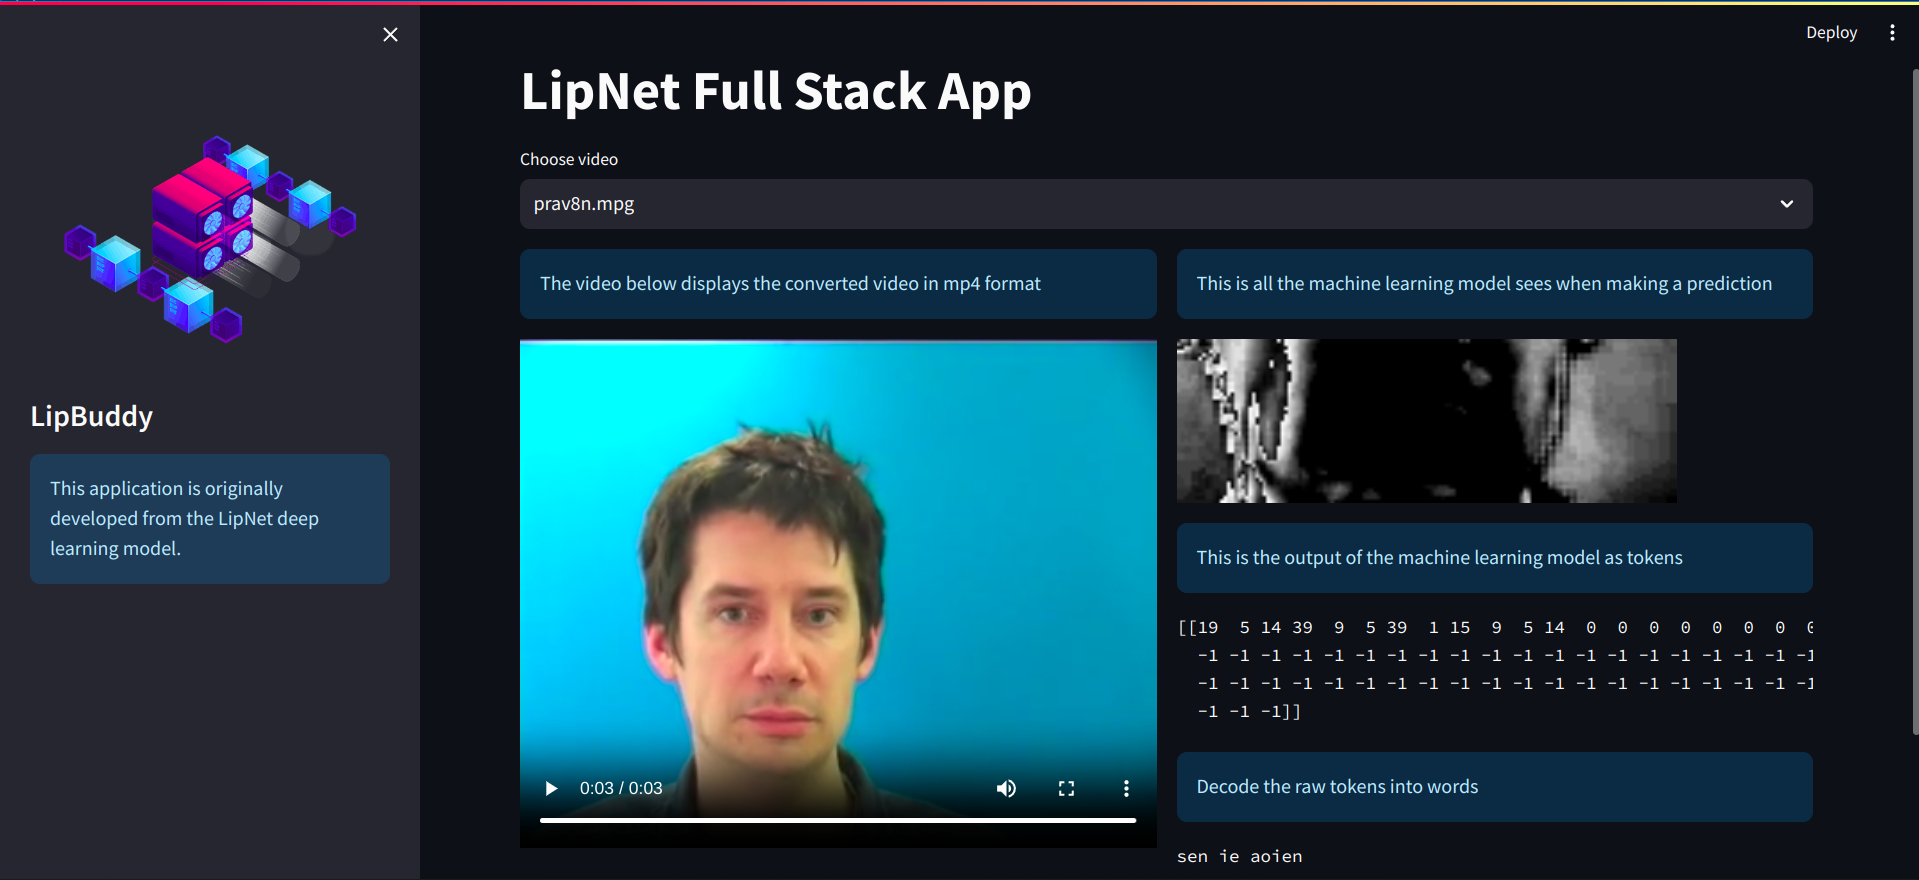 Deploy
LipNet Full Stack App
Choose video
prav8n.mpg
The video below displays the converted video in mp4 format
This is all the machine learning model sees when making a prediction
LipBuddy
This application is originally
developed from the LipNet deep
learning model.
This is the output of the machine learning model as tokens
[[19 5 14 39 9 5 39 1 15 9 5 14 0 0 0 0 0 0 0 0
-1 -1 -1 -1 -1 -1 -1 -1 -1 -1 -1 -1 -1 -1 -1 -1 -1 -1 -1 -1
-1 -1 -1 -1 -1 -1 -1 -1 -1 -1 -1 -1 -1 -1 -1 -1 -1 -1 -1 -1
-1 -1 -1]]
0:03 / 0:03
Decode the raw tokens into words
sen ie aoien